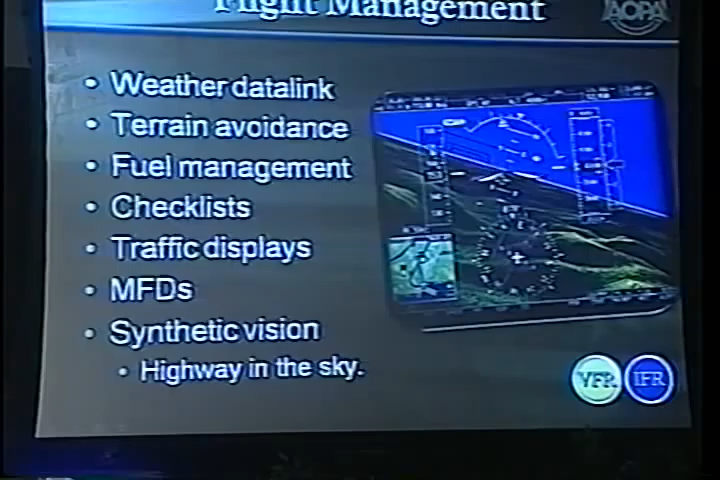 Flight Management
AOPA
• Weather datalink
• Terrain avoidance
• Fuel management
• Checklists
• Traffic displays
• MFDs
• Synthetic vision
• Highway in the sky.
VFR
IFR